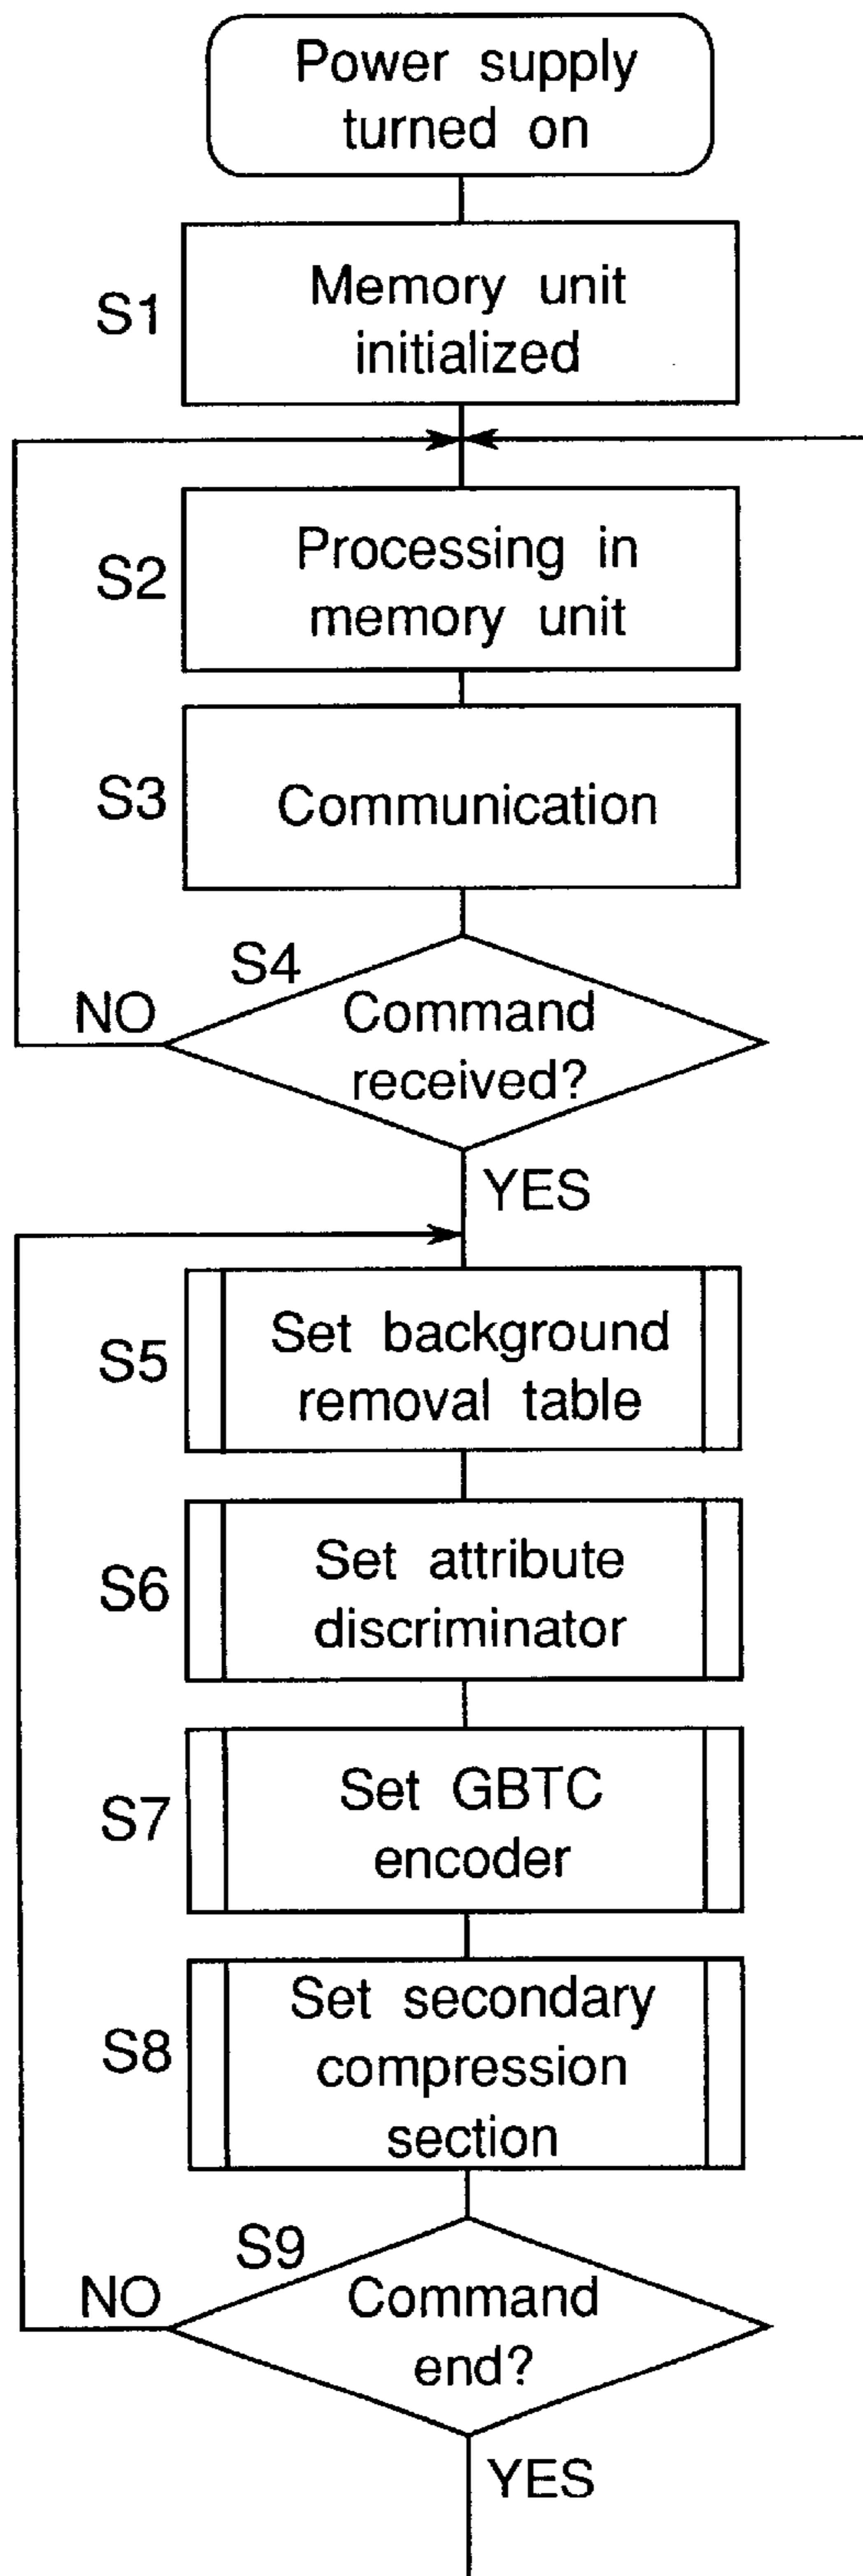 Power supply
turned on
S1
Memory unit
initialized
S2
Processing in
memory unit
S3
Communication
S4
NO
Command
received?
YES
S5
Set background
removal table
S6
Set attribute
discriminator
S7
Set GBTC
encoder
S8
Set secondary
compression
section
S9
NO
Command
end?
YES